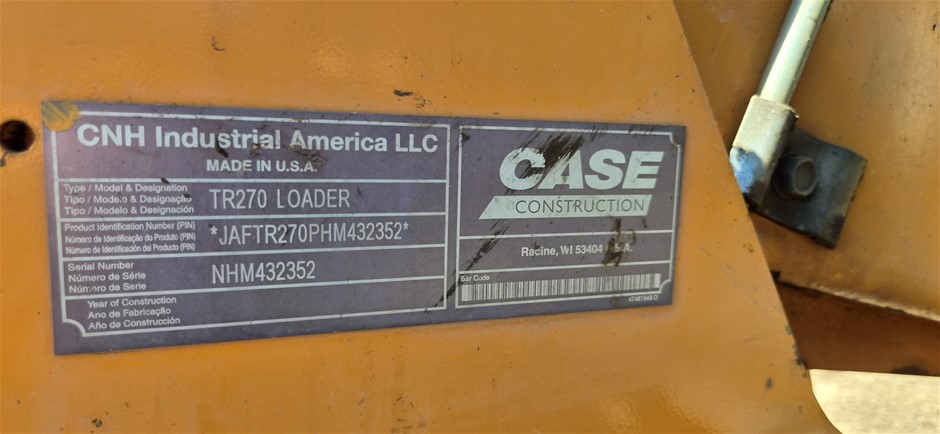 CNH Industrial America LLC
MADE IN U.S.A.
Type / Model & Designation
Tipo / Modelo & Designação
Tipo / Modelo & Designación
TR270 LOADER
Product Identification Number (PIN)
Número de Identificação do Produto (PIN)
Número de Identificación del Producto (PIN)
*JAFTR270PHM432352*
Serial Number
Número de Série
Número de Serie
NHM432352
Year of Construction
Ano de Fabricação
Año de Construcción
CASE
CONSTRUCTION
Racine, WI 53404
Bar Code